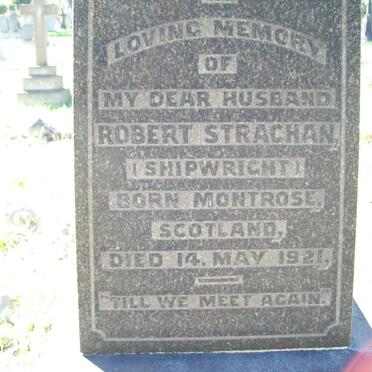 LOVING MEMORY
OF
MY DEAR HUSBAND
ROBERT STRACHAN,
(SHIPWRIGHT)
BORN MONTROSE,
SCOTLAND,
DIED 14. MAY 1921,
"TILL WE MEET AGAIN."